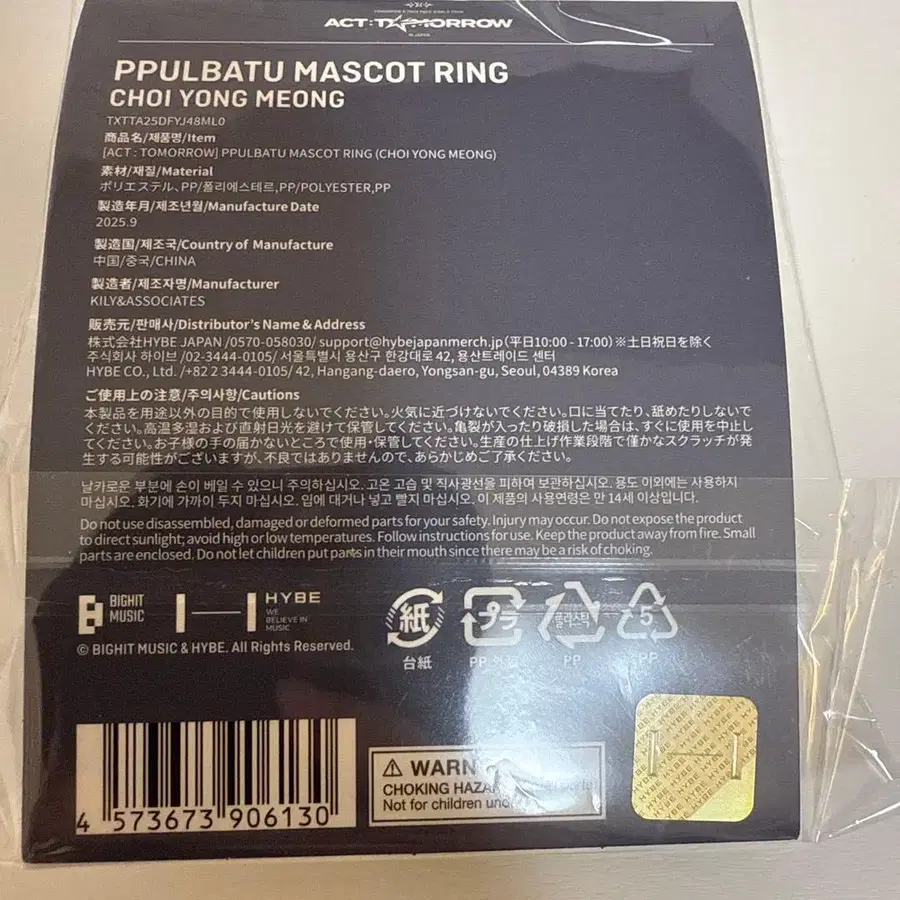 ACT:TOMORROW
IN JAPAN
PPULBATU MASCOT RING
CHOI YONG MEONG
TXTTA25DFYJ48ML0
商品名/제품명/Item
[ACT : TOMORROW] PPULBATU MASCOT RING (CHOI YONG MEONG)
素材/재질/Material
ポリエステル、PP/폴리에스테르,PP/POLYESTER,PP
製造年月/제조년월/Manufacture Date
2025.9
製造国/제조국/Country of Manufacture
中国/중국/CHINA
製造者/제조자명/Manufacturer
KILY&ASSOCIATES
販売元/판매사/Distributor's Name & Address
株式会社HYBE JAPAN /0570-058030/ support@hybejapanmerch.jp(平日10:00 - 17:00)※土日祝日を除く
주식회사 하이브 /02-3444-0105/ 서울특별시 용산구 한강대로 42, 용산트레이드 센터
HYBE CO., Ltd. /+82 2 3444-0105/ 42, Hangang-daero, Yongsan-gu, Seoul, 04389 Korea
ご使用上の注意/주의사항/Cautions
本製品を用途以外の目的で使用しないでください。火気に近づけないでください。口に当てたり、舐めたりしないで
ください。高温多湿および直射日光を避けて保管してください。亀裂が入ったり破損した場合は、すぐに使用を中止し
てください。お子様の手の届かないところで使用・保管してください。生産の仕上げ作業段階で僅かなスクラッチが発
生する可能性がございますが、不良ではありませんので、あらかじめご了承ください。
날카로운 부분에 손이 베일 수 있으니 주의하십시오. 고온 고습 및 직사광선을 피하여 보관하십시오. 용도 이외에는 사용하지
마십시오. 화기에 가까이 두지 마십시오. 입에 대거나 넣고 빨지 마십시오. 이 제품의 사용연령은 만 14세 이상입니다.
Do not use disassembled, damaged or deformed parts for your safety. Injury may occur. Do not expose the product
to direct sunlight; avoid high or low temperatures. Follow instructions for use. Keep the product away from fire. Small
parts are enclosed. Do not let children put parts in their mouth since there may be a risk of choking.
BIGHIT
MUSIC
HYBE
WE
BELIEVE IN
MUSIC
© BIGHIT MUSIC & HYBE. All Rights Reserved.
紙
台紙
プラ
PP
플라스틱
PP
5
PP
4 573673 906130
WARN
CHOKING
Not for children
HYBE